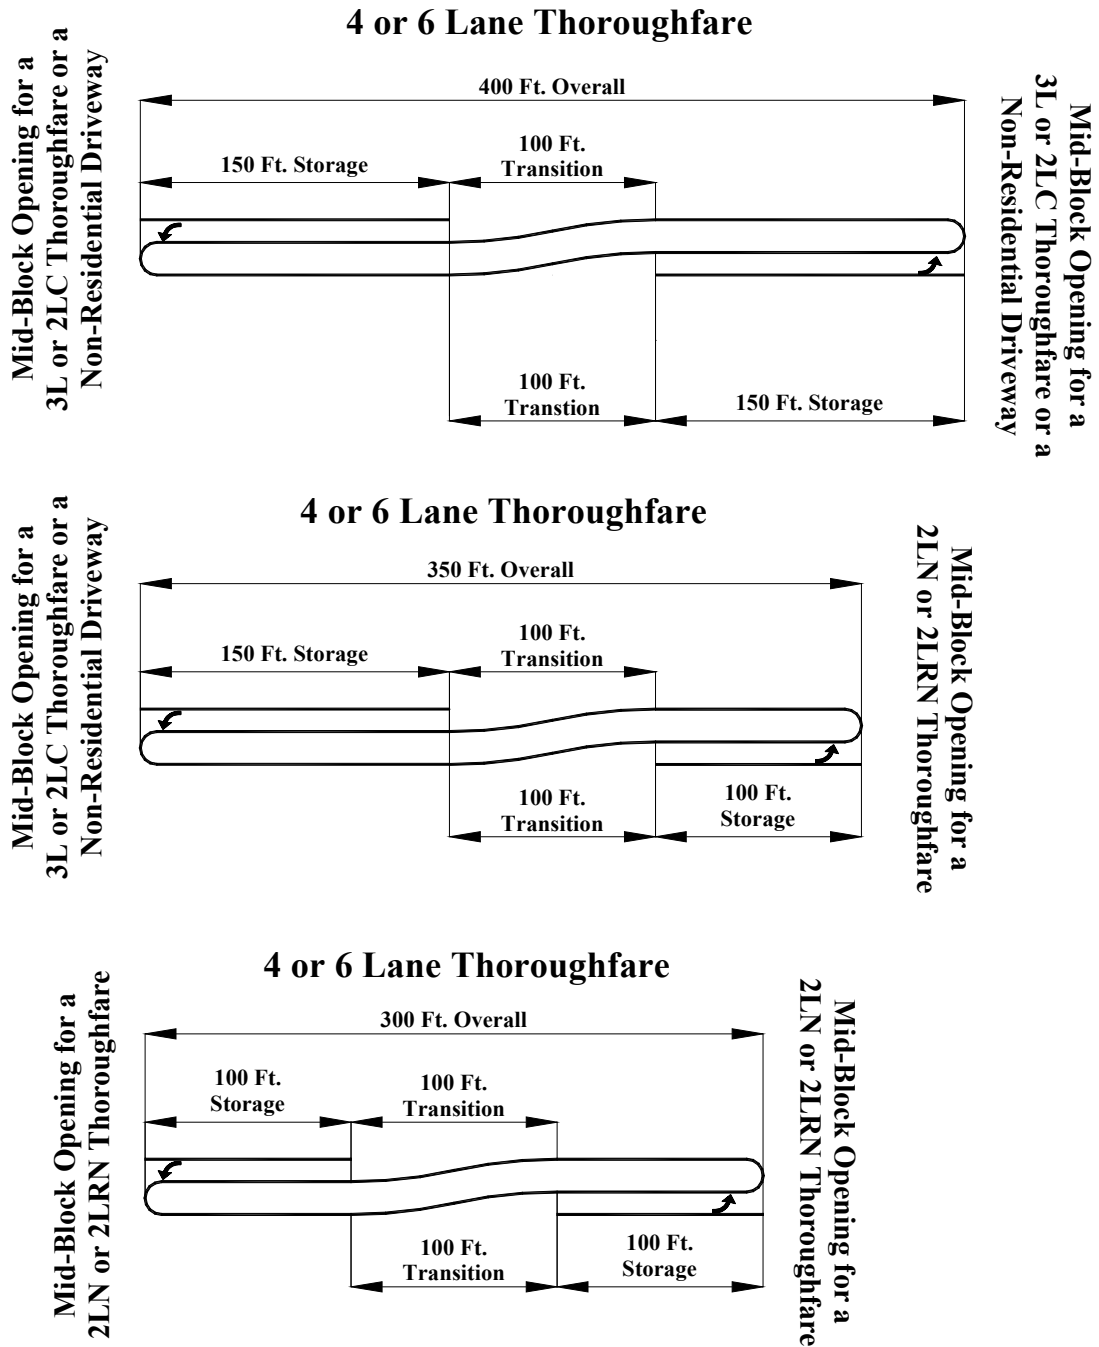 4 or 6 Lane Thoroughfare
Mid-Block Opening for a
3L or 2LC Thoroughfare or a
Non-Residential Driveway
400 Ft. Overall
150 Ft. Storage
100 Ft.
Transition
100 Ft.
Transtion
150 Ft. Storage
Mid-Block Opening for a
3L or 2LC Thoroughfare or a
Non-Residential Driveway
4 or 6 Lane Thoroughfare
Mid-Block Opening for a
3L or 2LC Thoroughfare or a
Non-Residential Driveway
350 Ft. Overall
150 Ft. Storage
100 Ft.
Transition
100 Ft.
Transition
100 Ft.
Storage
Mid-Block Opening for a
2LN or 2LRN Thoroughfare
4 or 6 Lane Thoroughfare
Mid-Block Opening for a
2LN or 2LRN Thoroughfare
300 Ft. Overall
100 Ft.
Storage
100 Ft.
Transition
100 Ft.
Transition
100 Ft.
Storage
Mid-Block Opening for a
2LN or 2LRN Thoroughfare